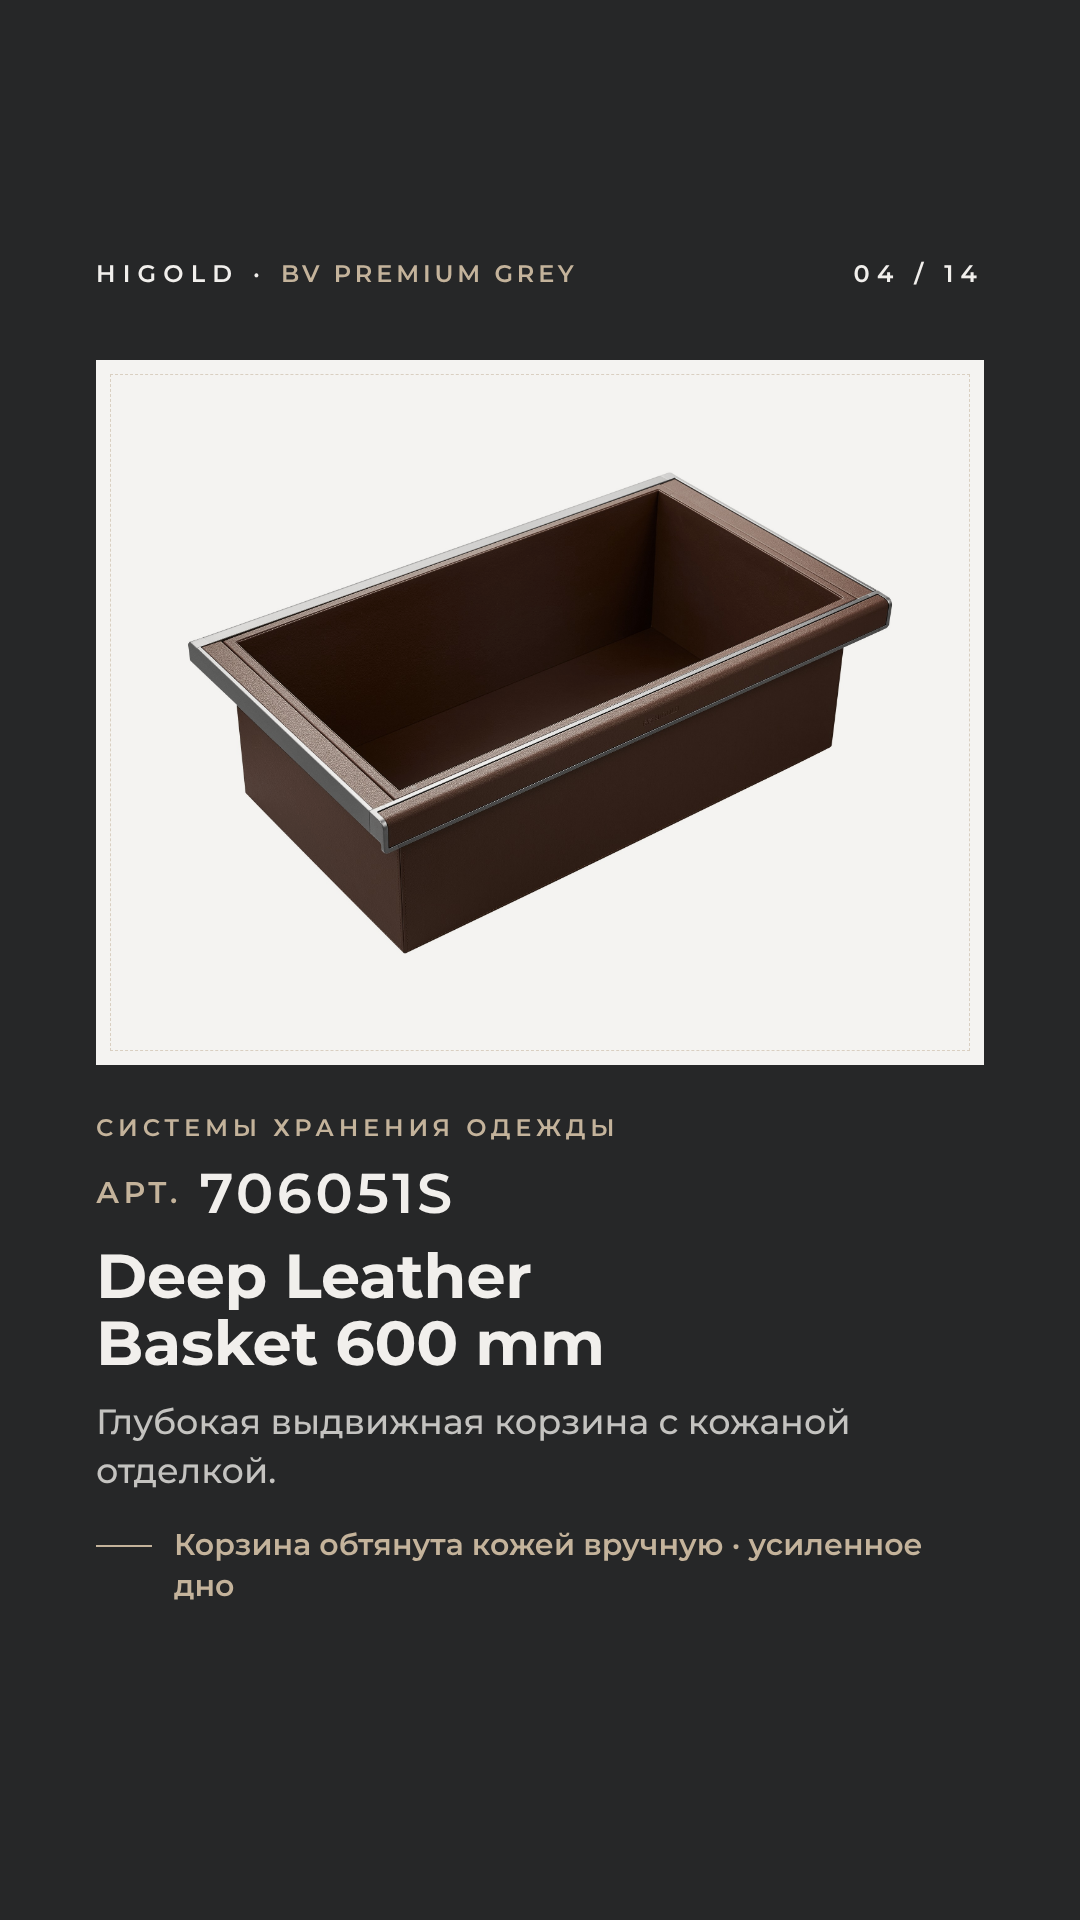 HIGOLD · BV PREMIUM GREY
04 / 14
СИСТЕМЫ ХРАНЕНИЯ ОДЕЖДЫ
АРТ. 706051S
Deep Leather
Basket 600 mm
Глубокая выдвижная корзина с кожаной
отделкой.
Корзина обтянута кожей вручную · усиленное
дно